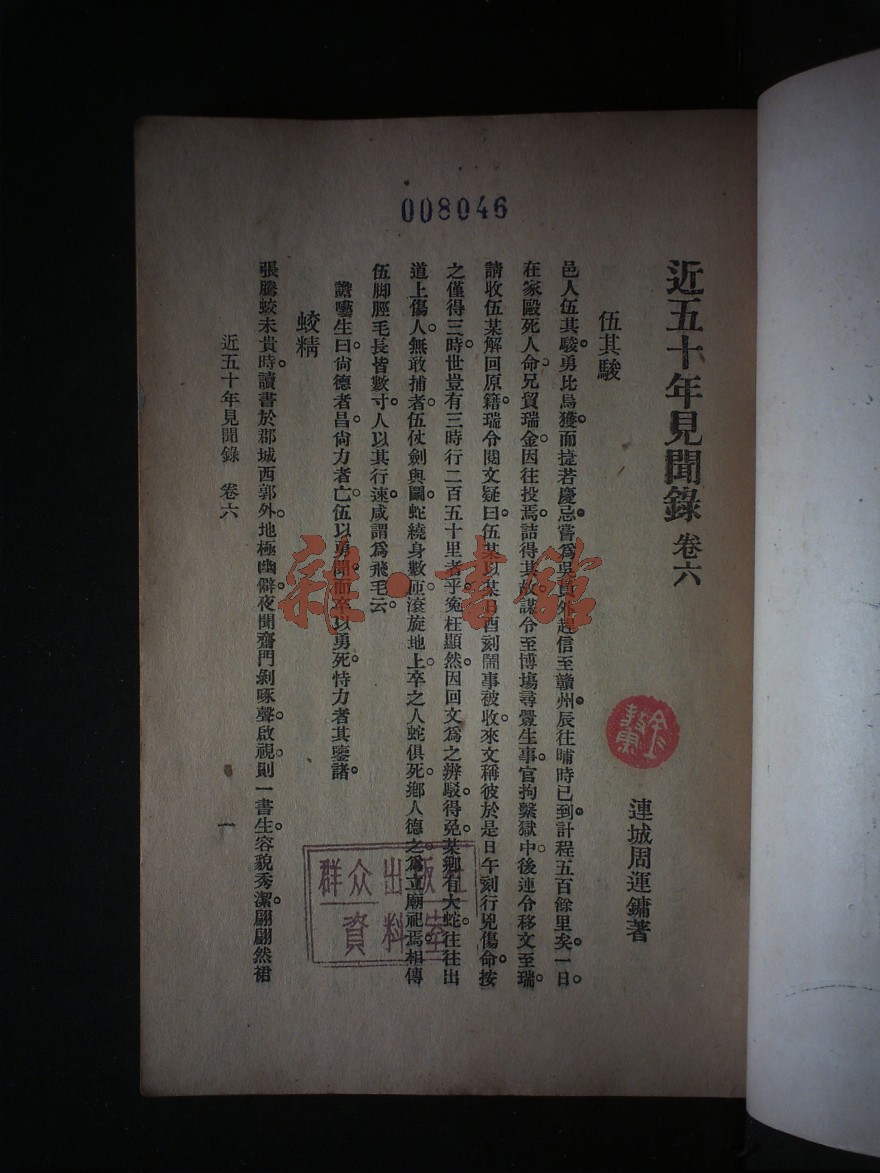 008046
近五十年見聞錄 卷六
連城周運鏞著
伍其駿
邑人伍其駿。勇比烏獲。而捷若慶忌。嘗爲吳貫外起信至贛州。辰往晡時已到。計程五百餘里矣。一日。
在家毆死人命。兄貿瑞金。因往投焉。詰得其故。謀令至博場尋釁生事。官拘繫獄中。後連令移文至瑞。
請收伍某解回原籍。瑞令閱文疑曰。伍某以某日酉刻鬧事被收。來文稱彼於是日午刻行兇傷命。按
之僅得三時。世豈有三時行二百五十里者乎。寃枉顯然。因回文爲之辨駁。得免。某鄉有大蛇。往往出
道上傷人。無敢捕者。伍仗劍與鬭。蛇繞身數匝。滾旋地上。卒之人蛇俱死。鄉人德之。爲立廟祀焉。相傳
伍脚脛毛長皆數寸。人以其行速。咸謂爲飛毛云。
譫囈生曰。尙德者昌。尙力者亡。伍以勇聞。而卒以勇死。恃力者其鑒諸。
蛟精
張騰蛟未貴時。讀書於郡城西郭外。地極幽僻。夜聞齋門剝啄聲。啟視。則一書生。容貌秀潔。翩翩然裙
近五十年見聞錄 卷六
一
群众出版社
資料室
雜·書館